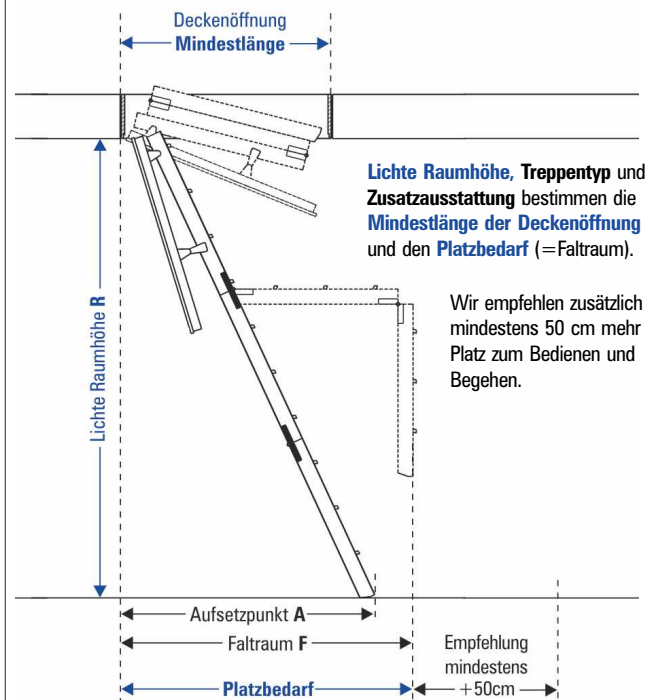 Deckenöffnung
Mindestlänge
Lichte Raumhöhe, Treppentyp und
Zusatzausstattung bestimmen die
Mindestlänge der Deckenöffnung
und den Platzbedarf (=Faltraum).
Wir empfehlen zusätzlich
mindestens 50 cm mehr
Platz zum Bedienen und
Begehen.
Lichte Raumhöhe R
Aufsetzpunkt A
Faltraum F
Platzbedarf
Empfehlung
mindestens
+50cm